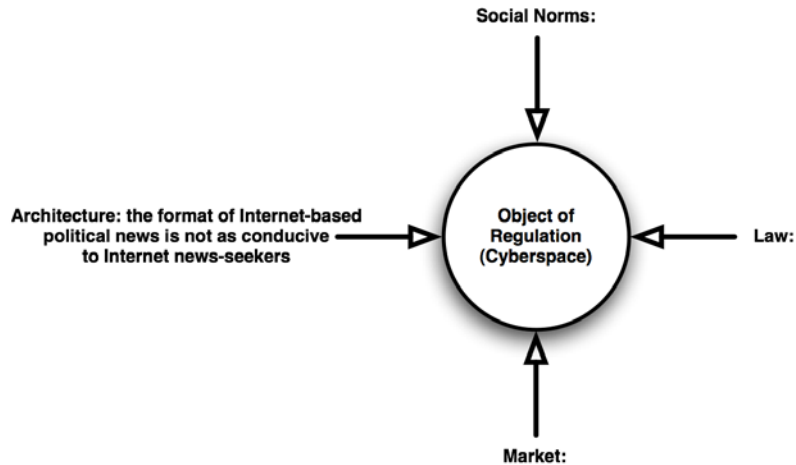 Social Norms:
Architecture: the format of Internet-based
political news is not as conducive
to Internet news-seekers
Object of
Regulation
(Cyberspace)
Law:
Market: